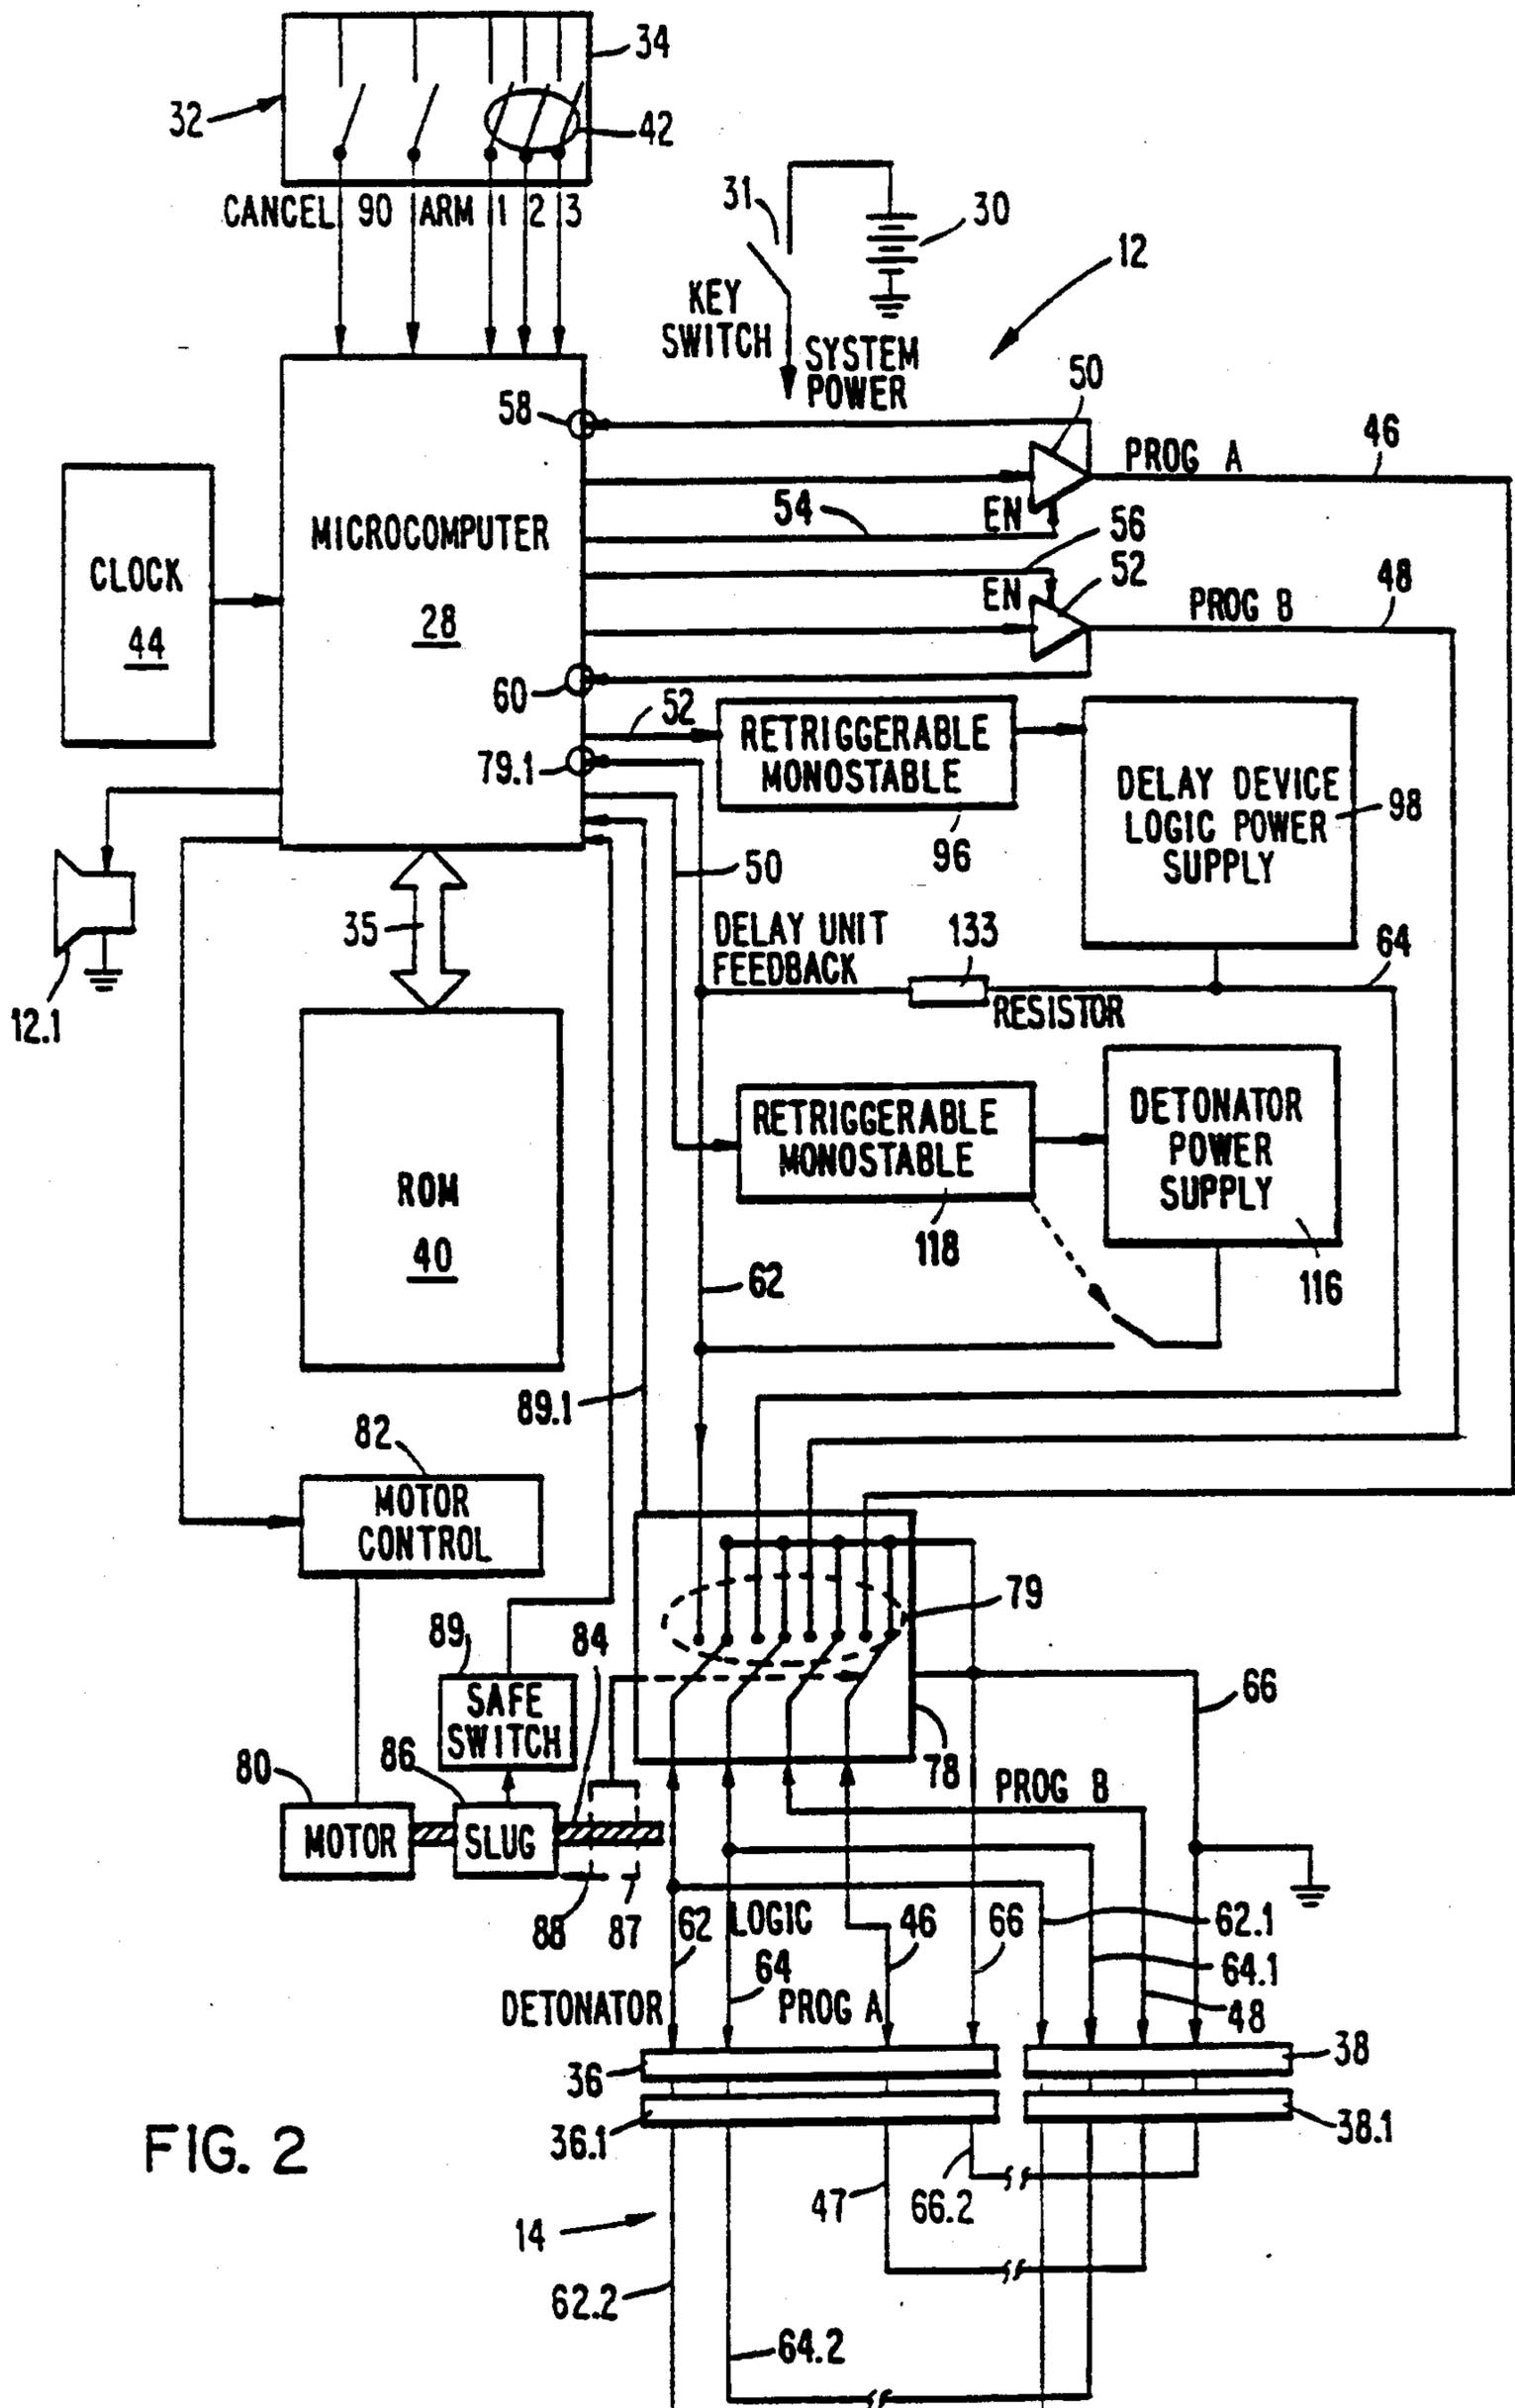 34
32
42
CANCEL 90 ARM 1 2 3
31
30
12
KEY
SWITCH
SYSTEM
POWER
50
58
PROG A
46
MICROCOMPUTER
28
54
EN
56
CLOCK
44
EN
52
PROG B
48
60
52
RETRIGGERABLE
MONOSTABLE
79.1
96
DELAY DEVICE
LOGIC POWER
SUPPLY
98
50
12.1
35
DELAY UNIT
FEEDBACK
133
RESISTOR
64
ROM
40
RETRIGGERABLE
MONOSTABLE
118
DETONATOR
POWER
SUPPLY
116
62
89.1
82
MOTOR
CONTROL
79
89
84
SAFE
SWITCH
66
80
86
78
PROG B
MOTOR
SLUG
88
87
62
LOGIC
46
66
62.1
64
64.1
DETONATOR
PROG A
48
36
38
36.1
38.1
FIG. 2
47
66.2
14
62.2
64.2